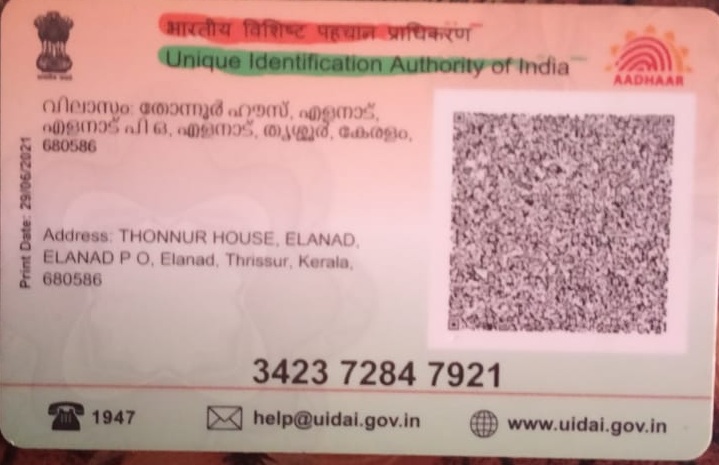 भारतीय विशिष्ट पहचान प्राधिकरण
Unique Identification Authority of India
AADHAAR
വിലാസം: തോന്നൂർ ഹൗസ്, എളനാട്,
എളനാട് പി ഒ, എളനാട്, തൃശ്ശൂർ, കേരളം,
680586
Print Date: 29/06/2021
Address: THONNUR HOUSE, ELANAD,
ELANAD P O, Elanad, Thrissur, Kerala,
680586
3423 7284 7921
1947
help@uidai.gov.in
www.uidai.gov.in